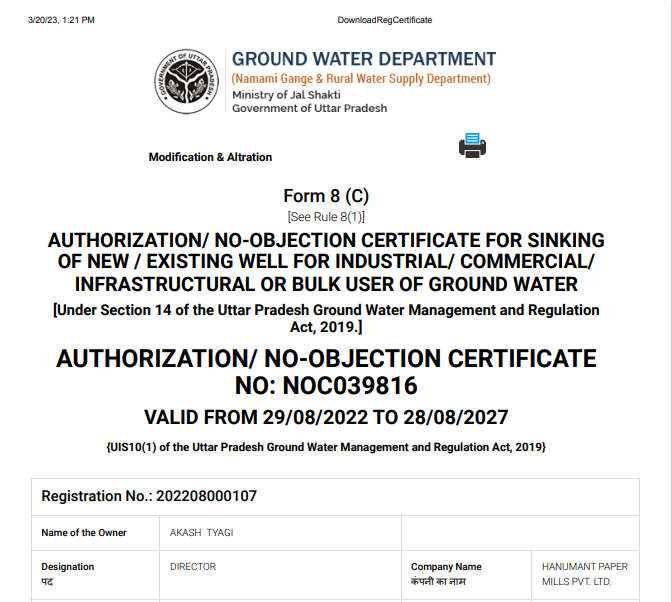 3/20/23, 1:21 PM DownloadRegCertificate
GOVERNMENT OF UTTAR PRADESH
GROUND WATER DEPARTMENT
(Namami Gange & Rural Water Supply Department)
Ministry of Jal Shakti
Government of Uttar Pradesh
Modification & Altration
Form 8 (C)
[See Rule 8(1)]
AUTHORIZATION/ NO-OBJECTION CERTIFICATE FOR SINKING
OF NEW / EXISTING WELL FOR INDUSTRIAL/ COMMERCIAL/
INFRASTRUCTURAL OR BULK USER OF GROUND WATER
[Under Section 14 of the Uttar Pradesh Ground Water Management and Regulation
Act, 2019.]
AUTHORIZATION/ NO-OBJECTION CERTIFICATE
NO: NOC039816
VALID FROM 29/08/2022 TO 28/08/2027
{UIS10(1) of the Uttar Pradesh Ground Water Management and Regulation Act, 2019}
Registration No.: 202208000107
Name of the Owner AKASH TYAGI
Designation DIRECTOR Company Name HANUMANT PAPER
पद कंपनी का नाम MILLS PVT. LTD.